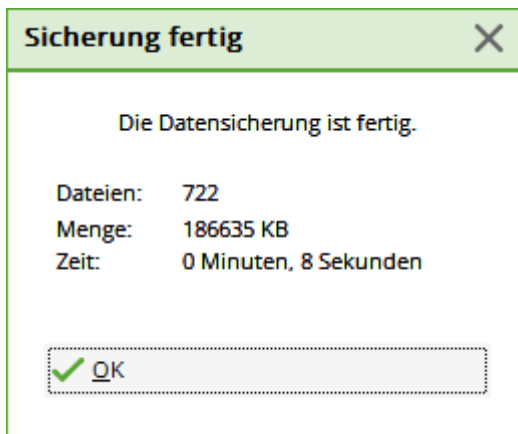 Sicherung fertig
Die Datensicherung ist fertig.
Dateien: 722
Menge: 186635 KB
Zeit: 0 Minuten, 8 Sekunden
OK